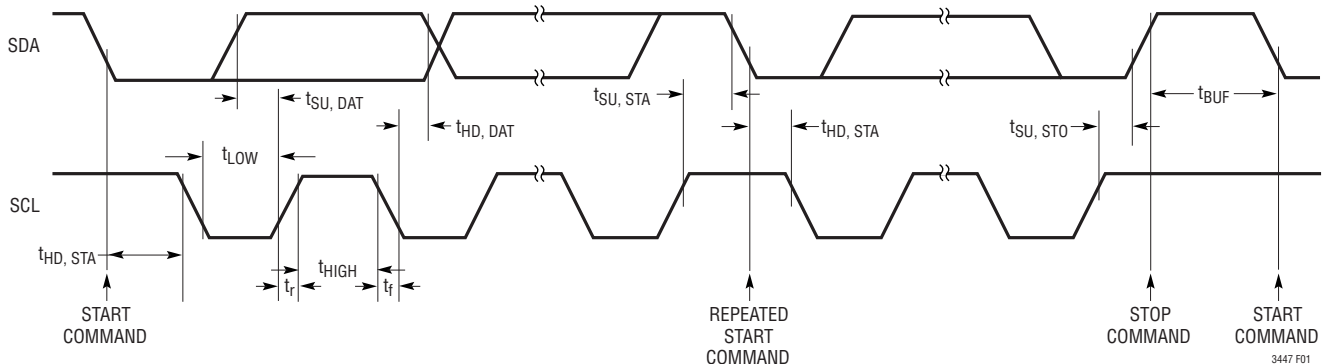 SDA
tSU, DAT
tHD, DAT
tSU, STA
tHD, STA
tSU, STO
tBUF
tLOW
SCL
tHD, STA
tr
tHIGH
tf
START
COMMAND
REPEATED
START
COMMAND
STOP
COMMAND
START
COMMAND
3447 F01